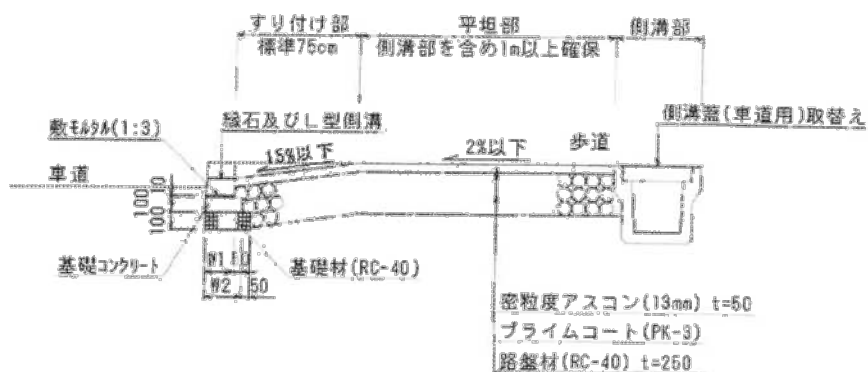 すり付け部
標準75cm
平坦部
側溝部を含め1m以上確保
側溝部
側溝蓋(車道用)取替え
敷モルタル(1:3)
縁石及びL型側溝
15%以下
2%以下
歩道
車道
10
100
100
基礎コンクリート
W1
W2
50
基礎材(RC-40)
密粒度アスコン(13mm) t=50
プライムコート(PK-3)
路盤材(RC-40) t=250